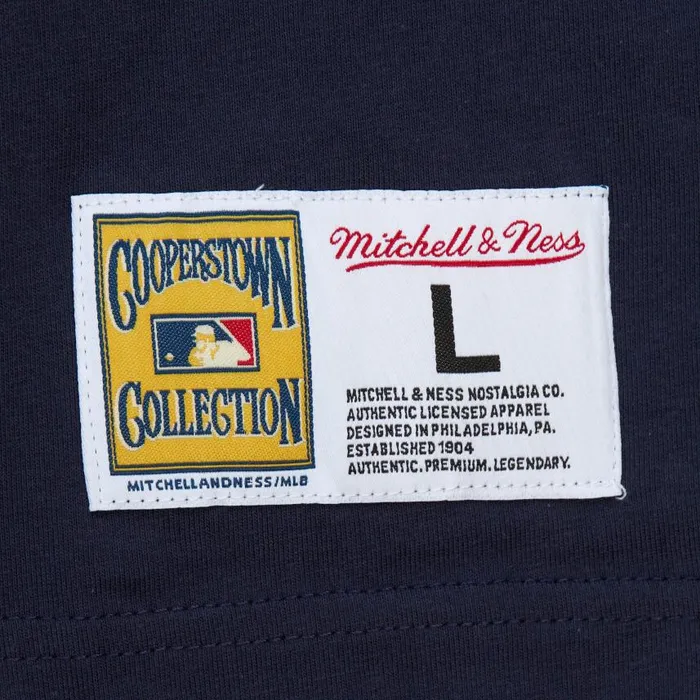 COOPERSTOWN
COLLECTION
MITCHELLANDNESS/MLB
Mitchell & Ness
L
MITCHELL & NESS NOSTALGIA CO.
AUTHENTIC LICENSED APPAREL
DESIGNED IN PHILADELPHIA, PA.
ESTABLISHED 1904
AUTHENTIC. PREMIUM. LEGENDARY.